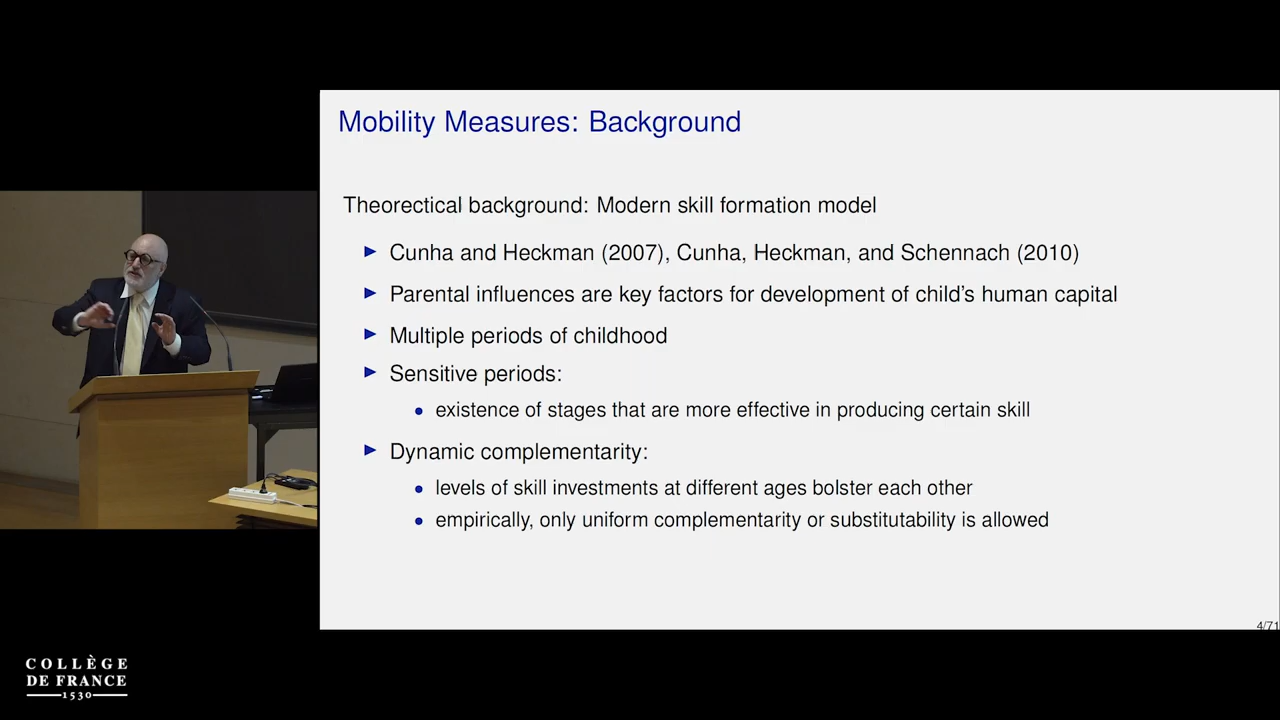 Mobility Measures: Background
Theorectical background: Modern skill formation model
Cunha and Heckman (2007), Cunha, Heckman, and Schennach (2010)
Parental influences are key factors for development of child's human capital
Multiple periods of childhood
Sensitive periods:
existence of stages that are more effective in producing certain skill
Dynamic complementarity:
levels of skill investments at different ages bolster each other
empirically, only uniform complementarity or substitutability is allowed
4/71
COLLÈGE
DE FRANCE
1530